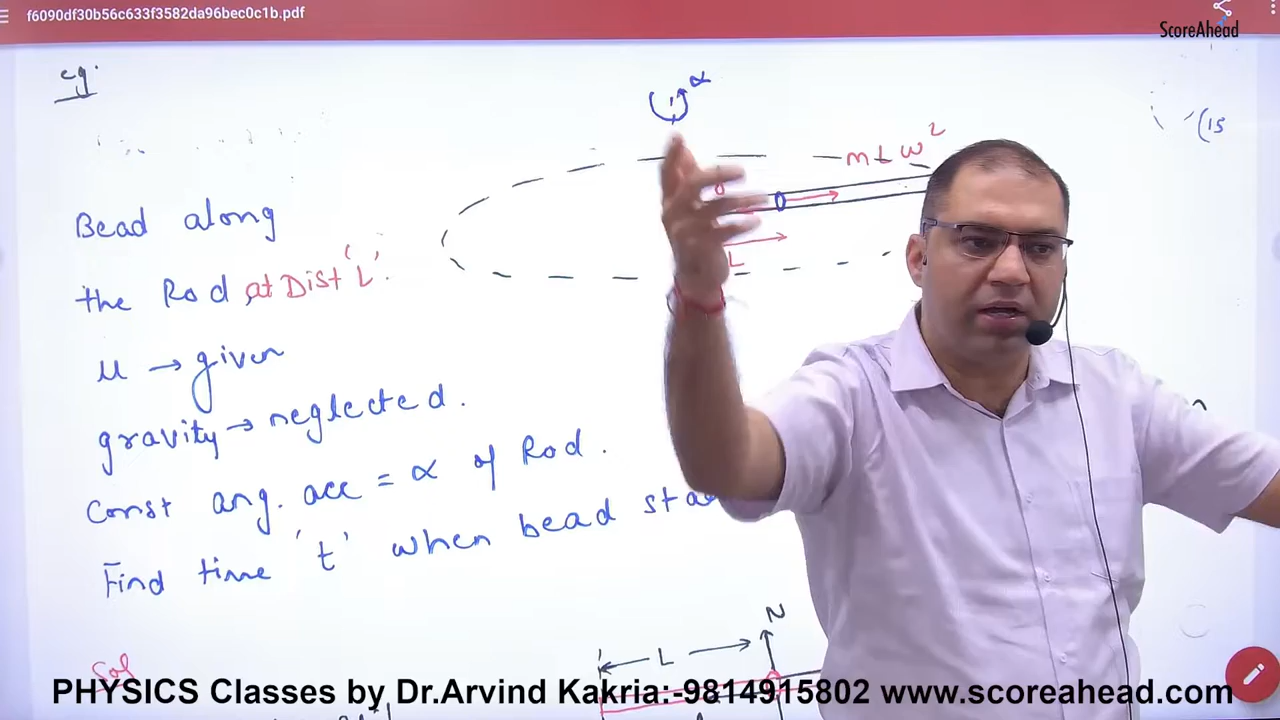 f6090df30b56c633f3582da96bec0c1b.pdf
ScoreAhead
eg.
α
(15
mLω²
Bead along
the Rod at Dist 'L'.
L
μ → given
gravity → neglected.
Const ang. acc = α of Rod.
Find time 't' when bead sta
N
L
Sol
PHYSICS Classes by Dr.Arvind Kakria:-9814915802 www.scoreahead.com